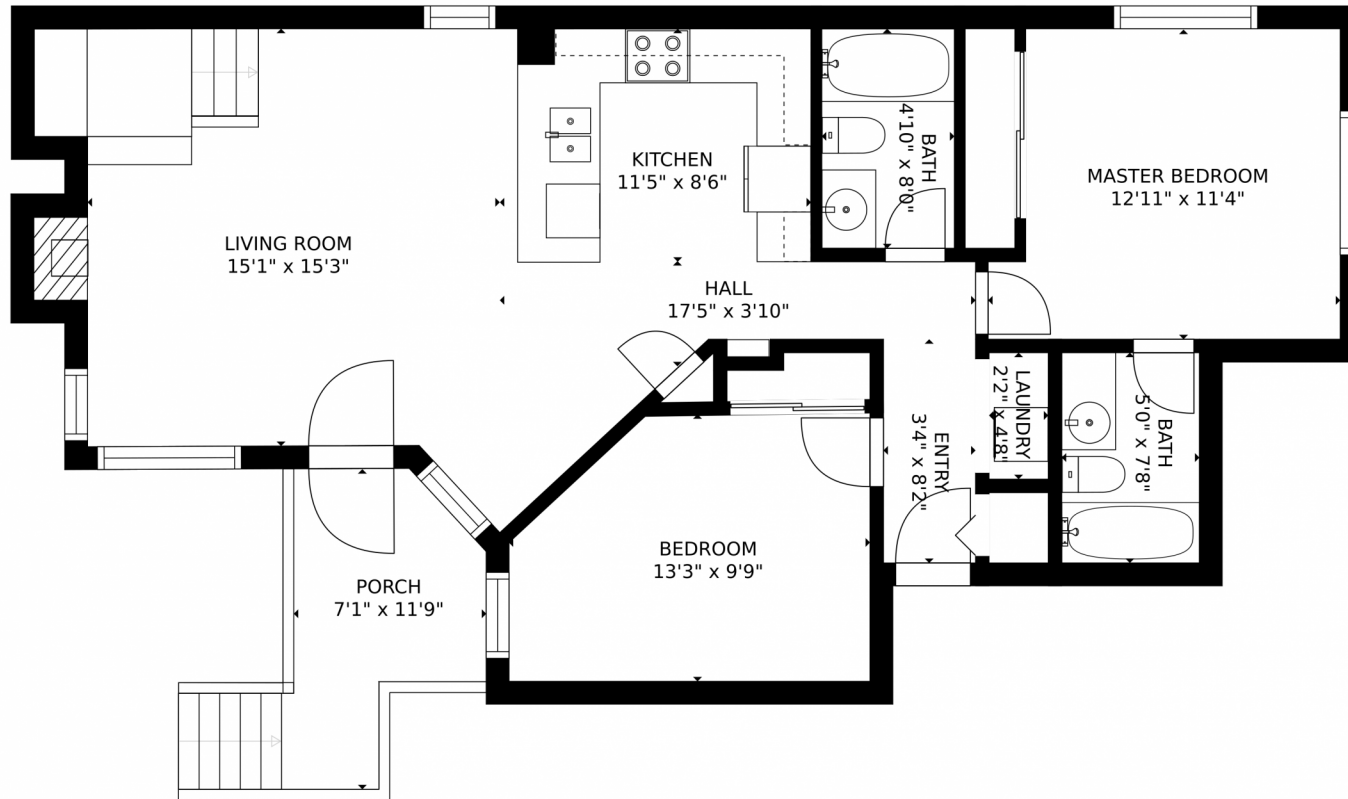 KITCHEN
11'5" x 8'6"
BATH
4'10" x 8'0"
MASTER BEDROOM
12'11" x 11'4"
LIVING ROOM
15'1" x 15'3"
HALL
17'5" x 3'10"
LAUNDRY
2'2" x 4'8"
BATH
5'0" x 7'8"
ENTRY
3'4" x 8'2"
BEDROOM
13'3" x 9'9"
PORCH
7'1" x 11'9"